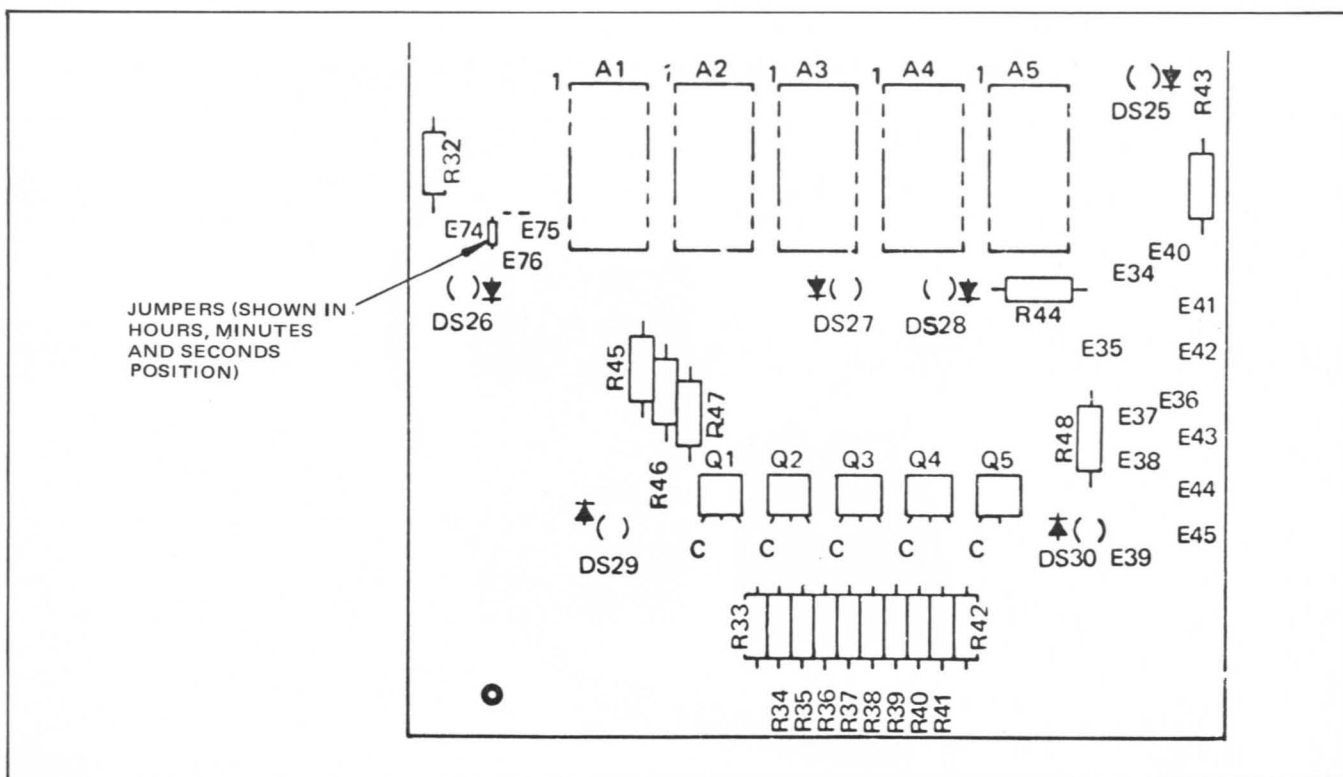 1 A1 1 A2 1 A3 1 A4 1 A5
DS25
R43
R32
E74 E75
E76
DS26
JUMPERS (SHOWN IN
HOURS, MINUTES
AND SECONDS
POSITION)
DS27
DS28
R44
E40
E34
E41
E35
E42
R45
R46
R47
R48
E36
E37
E43
E38
E44
E45
Q1 Q2 Q3 Q4 Q5
C C C C C
DS29
DS30 E39
R33
R42
R34
R35
R36
R37
R38
R39
R40
R41